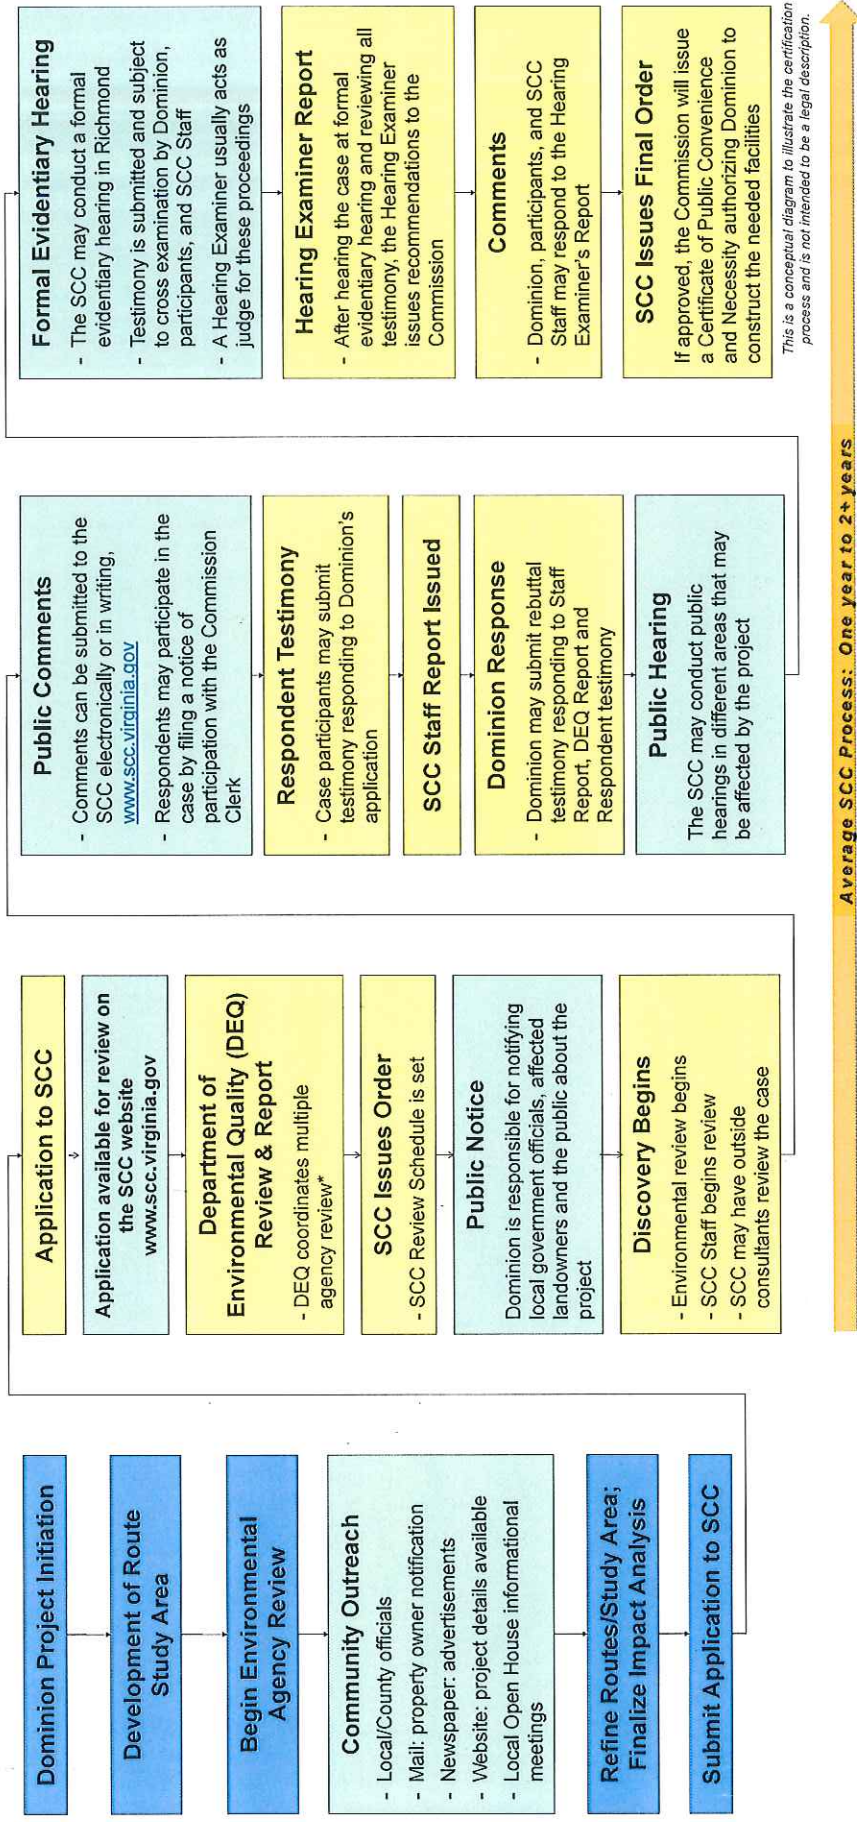 Dominion Project Initiation
Development of Route
Study Area
Begin Environmental
Agency Review
Community Outreach
- Local/County officials
- Mail: property owner notification
- Newspaper: advertisements
- Website: project details available
- Local Open House informational
meetings
Refine Routes/Study Area;
Finalize Impact Analysis
Submit Application to SCC
Application to SCC
Application available for review on
the SCC website
www.scc.virginia.gov
Department of
Environmental Quality (DEQ)
Review & Report
- DEQ coordinates multiple
agency review*
SCC Issues Order
- SCC Review Schedule is set
Public Notice
Dominion is responsible for notifying
local government officials, affected
landowners and the public about the
project
Discovery Begins
- Environmental review begins
- SCC Staff begins review
- SCC may have outside
consultants review the case
Public Comments
- Comments can be submitted to the
SCC electronically or in writing,
www.scc.virginia.gov
- Respondents may participate in the
case by filing a notice of
participation with the Commission
Clerk
Respondent Testimony
- Case participants may submit
testimony responding to Dominion's
application
SCC Staff Report Issued
Dominion Response
- Dominion may submit rebuttal
testimony responding to Staff
Report, DEQ Report and
Respondent testimony
Public Hearing
The SCC may conduct public
hearings in different areas that may
be affected by the project
Formal Evidentiary Hearing
- The SCC may conduct a formal
evidentiary hearing in Richmond
- Testimony is submitted and subject
to cross examination by Dominion,
participants, and SCC Staff
- A Hearing Examiner usually acts as
judge for these proceedings
Hearing Examiner Report
- After hearing the case at formal
evidentiary hearing and reviewing all
testimony, the Hearing Examiner
issues recommendations to the
Commission
Comments
- Dominion, participants, and SCC
Staff may respond to the Hearing
Examiner's Report
SCC Issues Final Order
If approved, the Commission will issue
a Certificate of Public Convenience
and Necessity authorizing Dominion to
construct the needed facilities
This is a conceptual diagram to illustrate the certification
process and is not intended to be a legal description.
Average SCC Process: One year to 2+ years